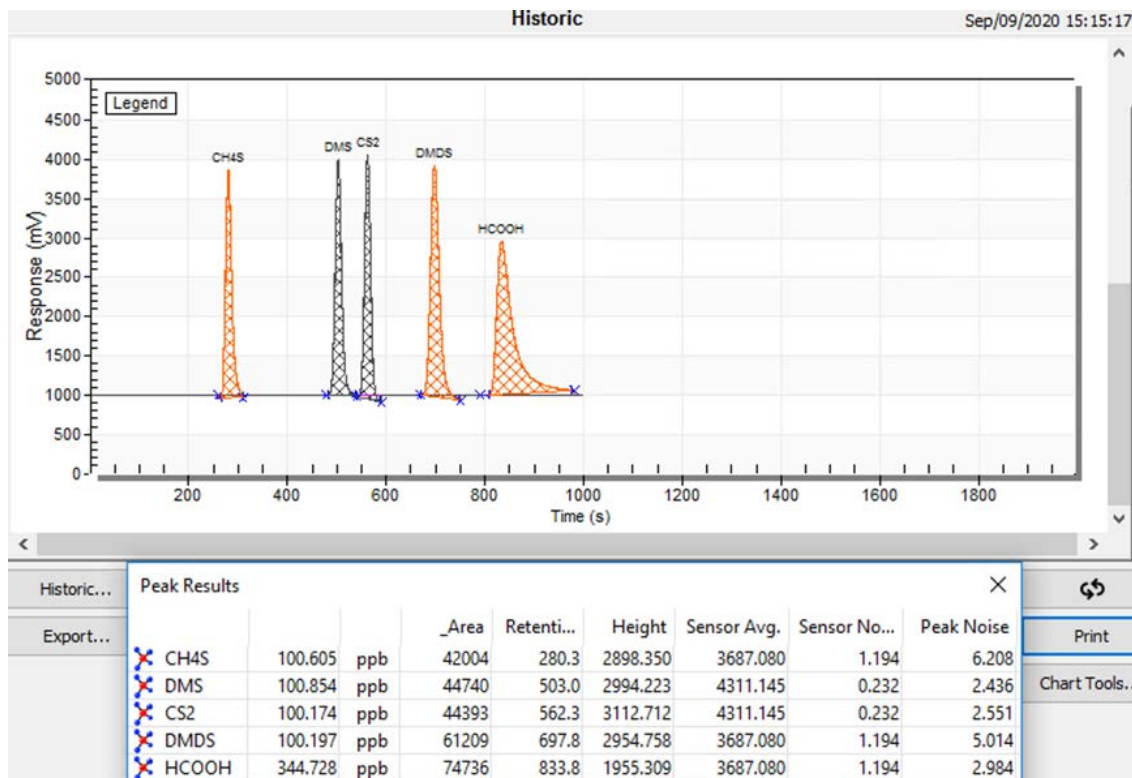 Historic
Sep/09/2020 15:15:17
Legend
5000
4500
4000
3500
3000
2500
2000
1500
1000
500
0
Response (mV)
CH4S
DMS
CS2
DMDS
HCOOH
200 400 600 800 1000 1200 1400 1600 1800
Time (s)
Historic...
Export...
Print
Chart Tools..
Peak Results
_Area Retenti... Height Sensor Avg. Sensor No... Peak Noise
CH4S 100.605 ppb 42004 280.3 2898.350 3687.080 1.194 6.208
DMS 100.854 ppb 44740 503.0 2994.223 4311.145 0.232 2.436
CS2 100.174 ppb 44393 562.3 3112.712 4311.145 0.232 2.551
DMDS 100.197 ppb 61209 697.8 2954.758 3687.080 1.194 5.014
HCOOH 344.728 ppb 74736 833.8 1955.309 3687.080 1.194 2.984